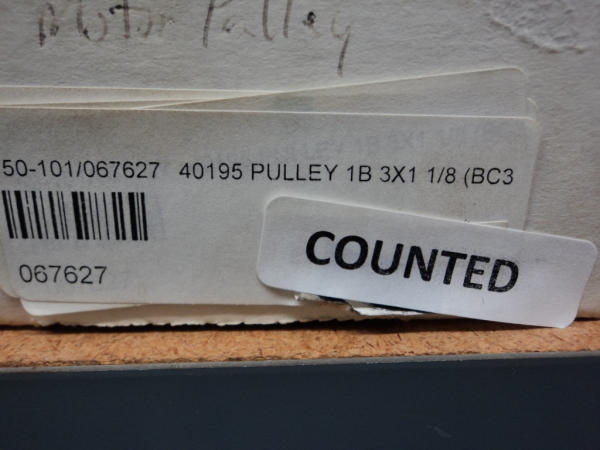 Motor Pulley
50-101/067627 40195 PULLEY 1B 3X1 1/8 (BC3
067627
COUNTED